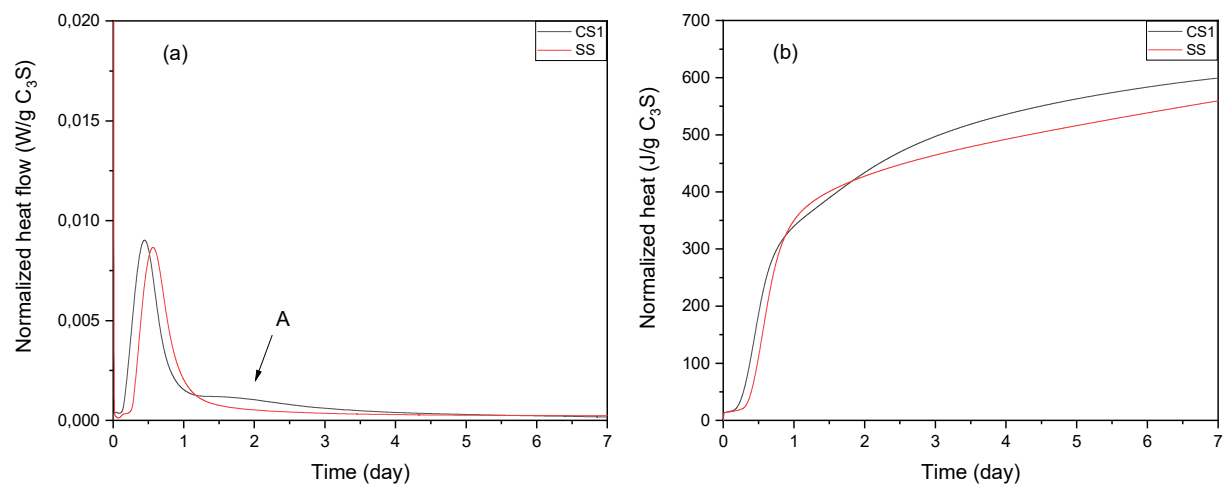 0,020
0,015
0,010
0,005
0,000
Normalized heat flow (W/g C₃S)
(a)
CS1
SS
A
0 1 2 3 4 5 6 7
Time (day)
700
600
500
400
300
200
100
0
Normalized heat (J/g C₃S)
(b)
CS1
SS
0 1 2 3 4 5 6 7
Time (day)